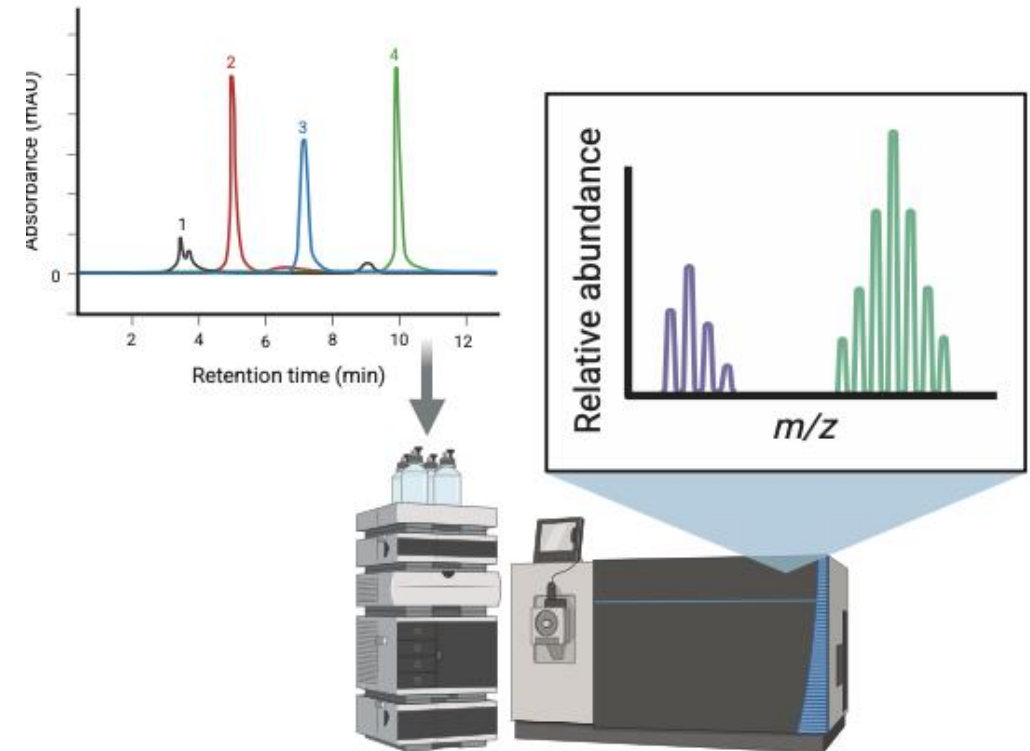 4
2
3
1
Absorbance (mAU)
0
2 4 6 8 10 12
Retention time (min)
Relative abundance
m/z